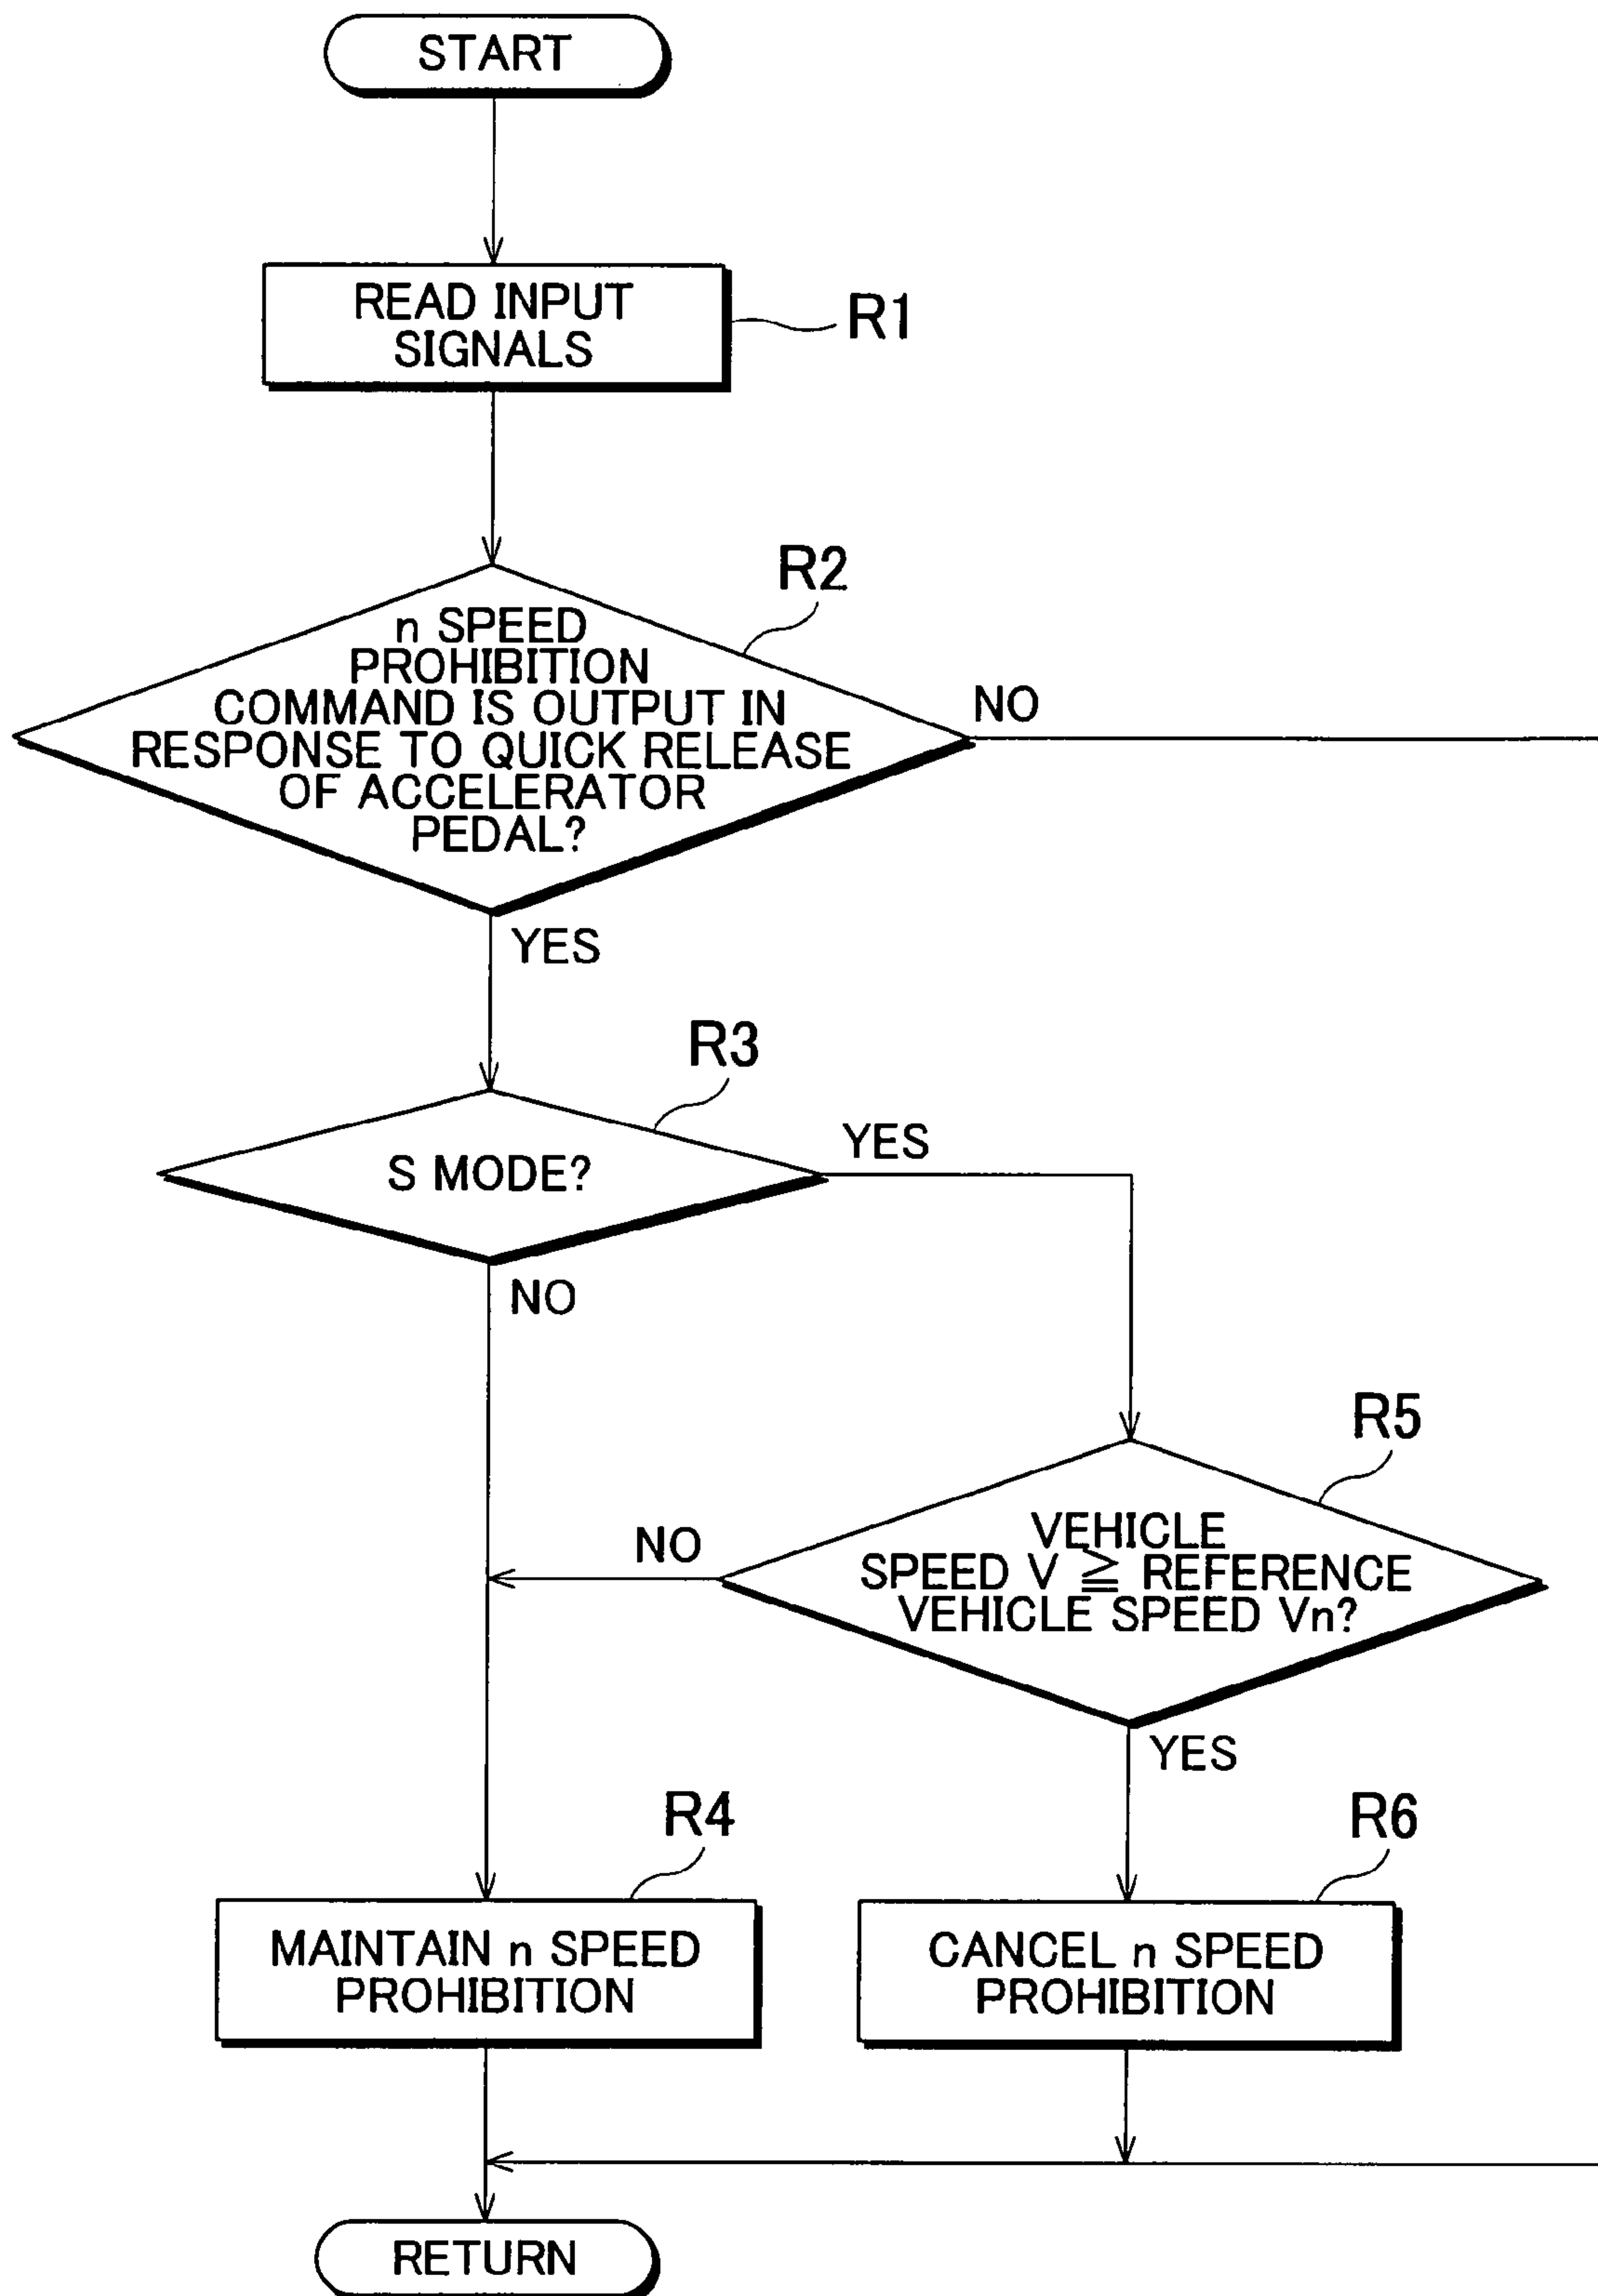 START
READ INPUT
SIGNALS
R1
R2
n SPEED
PROHIBITION
COMMAND IS OUTPUT IN
RESPONSE TO QUICK RELEASE
OF ACCELERATOR
PEDAL?
NO
YES
R3
S MODE?
YES
NO
R5
VEHICLE
SPEED V ≧ REFERENCE
VEHICLE SPEED Vn?
NO
YES
R4
MAINTAIN n SPEED
PROHIBITION
R6
CANCEL n SPEED
PROHIBITION
RETURN